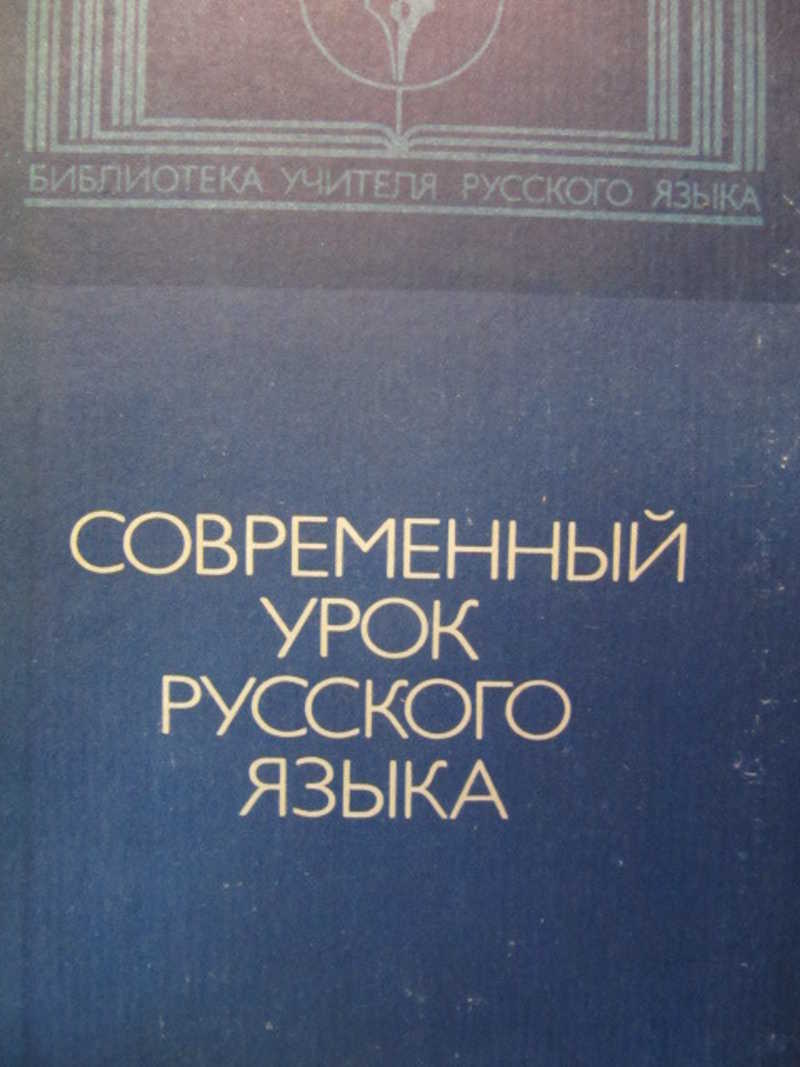 БИБЛИОТЕКА УЧИТЕЛЯ РУССКОГО ЯЗЫКА
СОВРЕМЕННЫЙ
УРОК
РУССКОГО
ЯЗЫКА